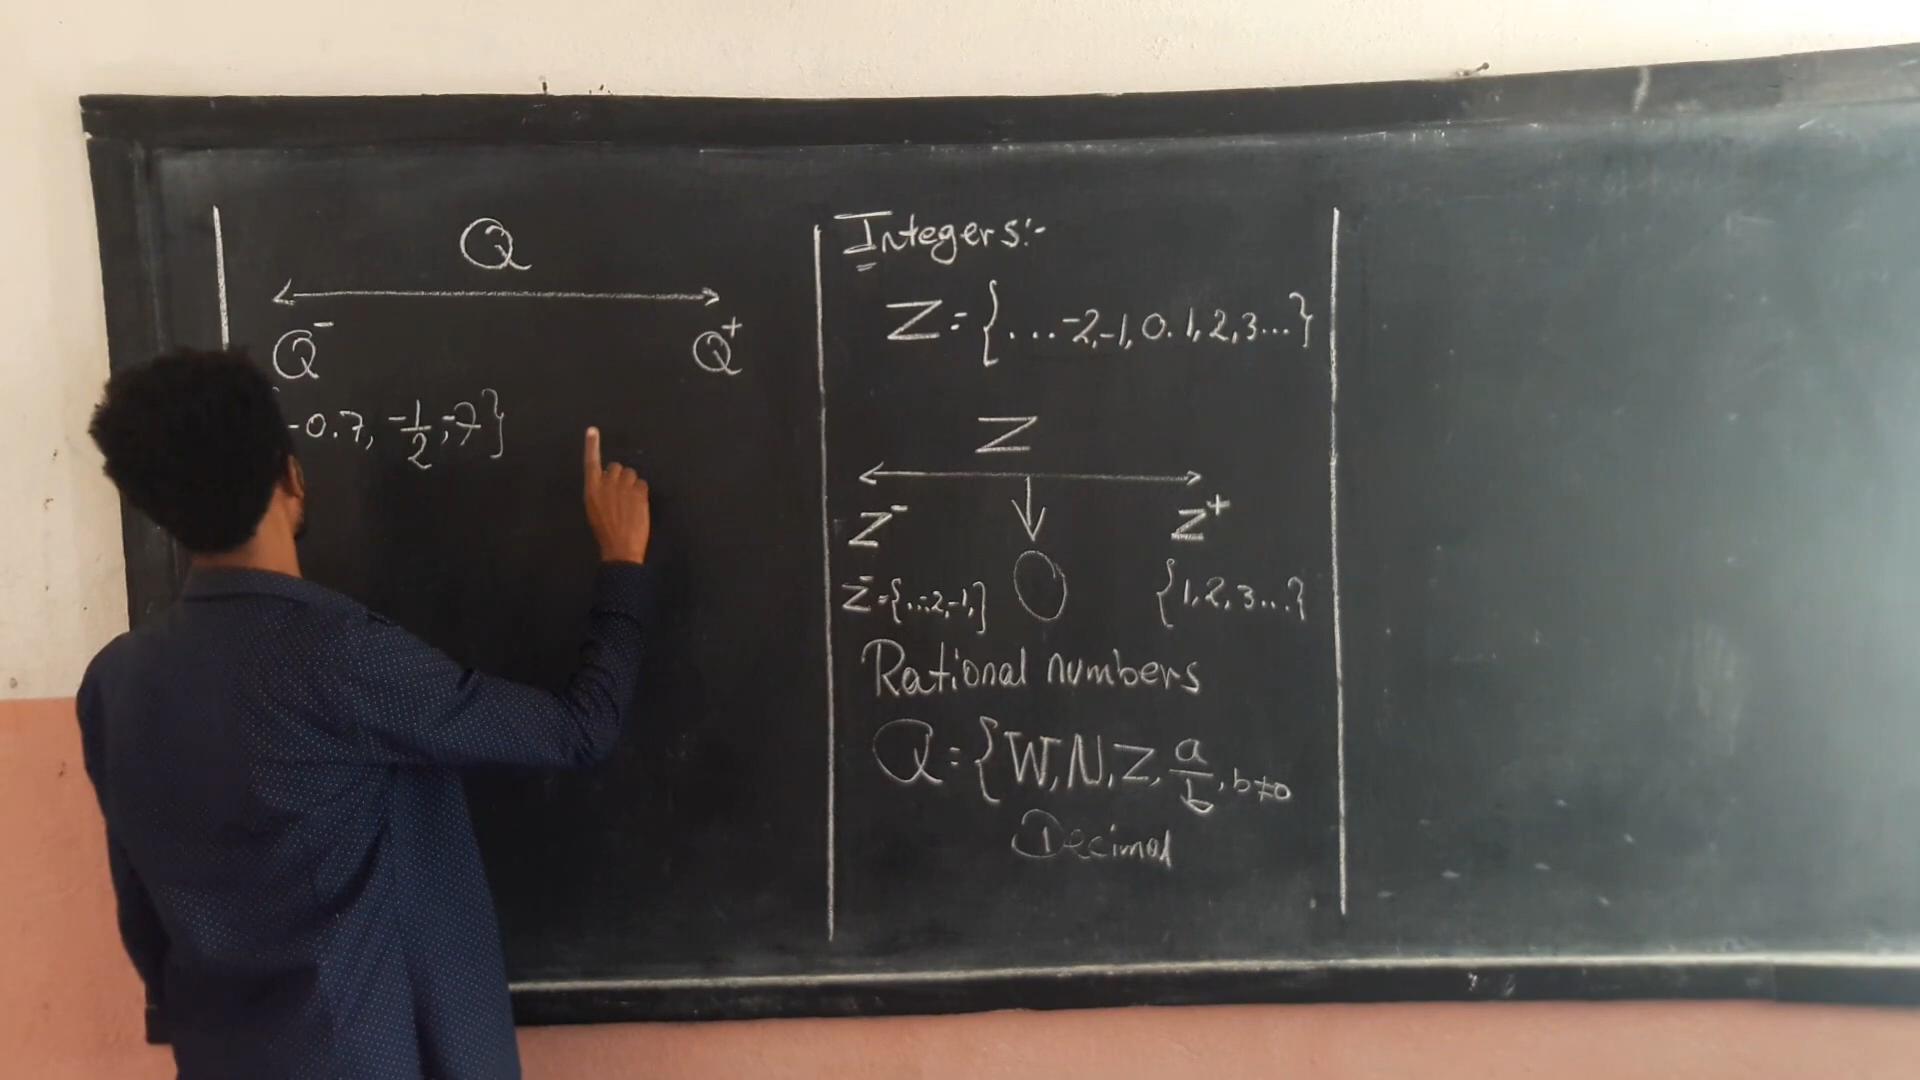 Q
Q⁻ Q⁺
-0.7, -1/2, -7}
Integers:-
Z = {... -2, -1, 0. 1, 2, 3...}
Z
Z⁻ Z⁺
Z⁻={...-2,-1,} 0 {1, 2, 3...}
Rational numbers
Q = {W, N, Z, a/b, b≠0
Decimal